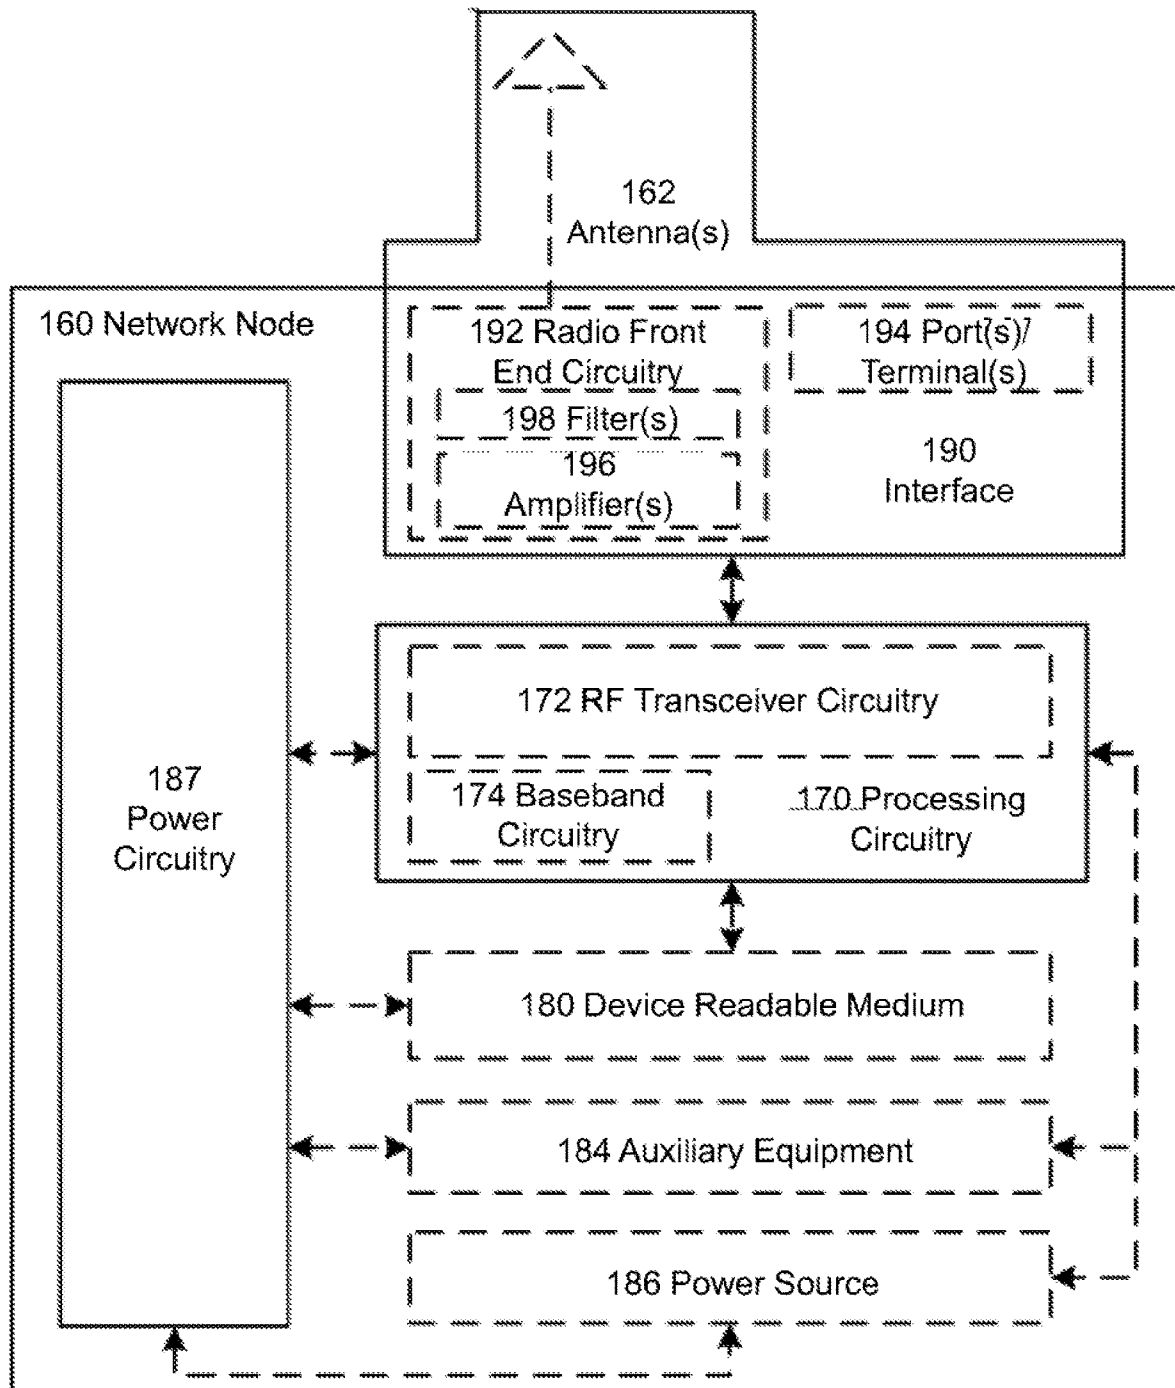 162
Antenna(s)
160 Network Node
192 Radio Front
End Circuitry
194 Port(s)/
Terminal(s)
198 Filter(s)
196
Amplifier(s)
190
Interface
172 RF Transceiver Circuitry
187
Power
Circuitry
174 Baseband
Circuitry
170 Processing
Circuitry
180 Device Readable Medium
184 Auxiliary Equipment
186 Power Source